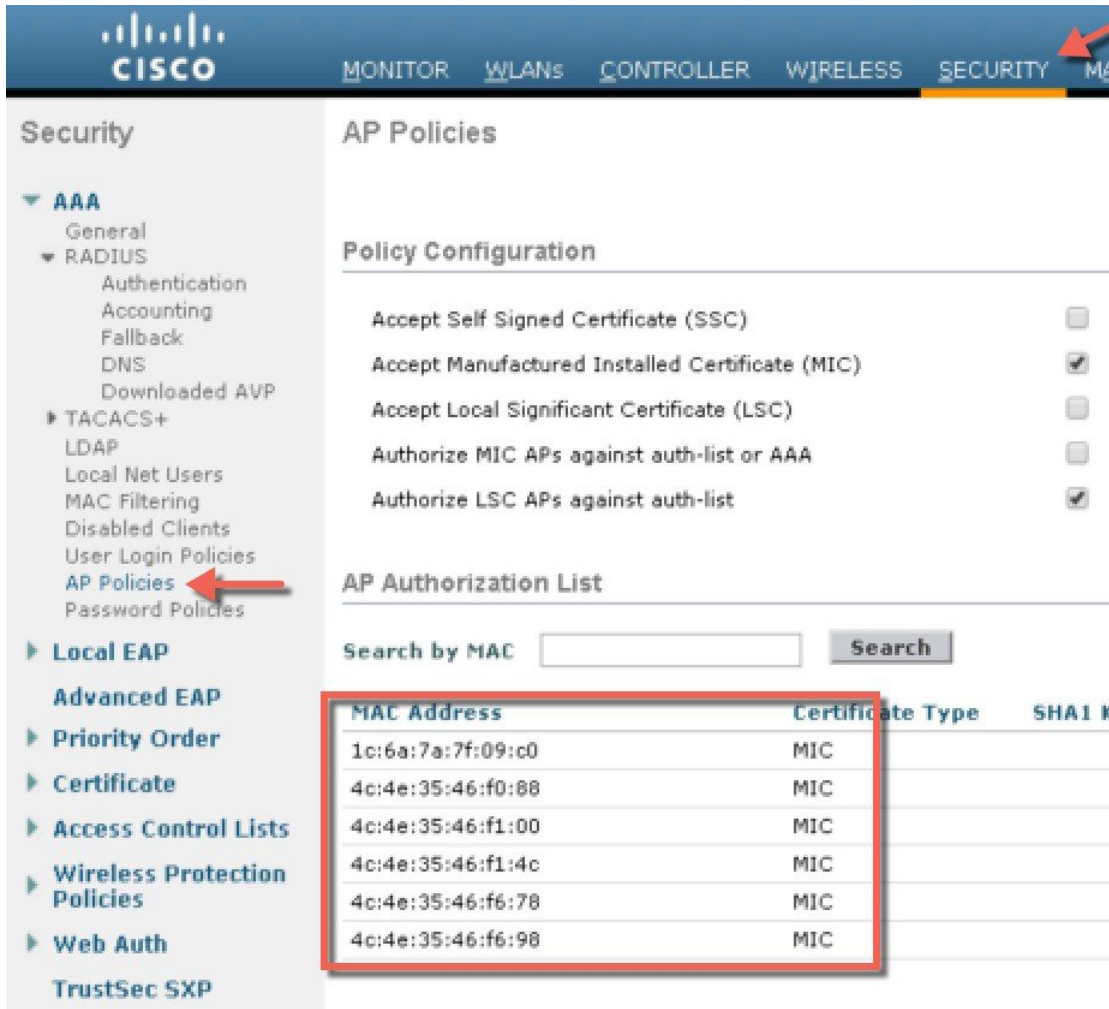 CISCO
MONITOR WLANs CONTROLLER WIRELESS SECURITY
Security
AAA
General
RADIUS
Authentication
Accounting
Fallback
DNS
Downloaded AVP
TACACS+
LDAP
Local Net Users
MAC Filtering
Disabled Clients
User Login Policies
AP Policies
Password Policies
Local EAP
Advanced EAP
Priority Order
Certificate
Access Control Lists
Wireless Protection
Policies
Web Auth
TrustSec SXP
AP Policies
Policy Configuration
Accept Self Signed Certificate (SSC)
Accept Manufactured Installed Certificate (MIC)
Accept Local Significant Certificate (LSC)
Authorize MIC APs against auth-list or AAA
Authorize LSC APs against auth-list
AP Authorization List
Search by MAC Search
MAC Address Certificate Type SHA1
1c:6a:7a:7f:09:c0 MIC
4c:4e:35:46:f0:88 MIC
4c:4e:35:46:f1:00 MIC
4c:4e:35:46:f1:4c MIC
4c:4e:35:46:f6:78 MIC
4c:4e:35:46:f6:98 MIC